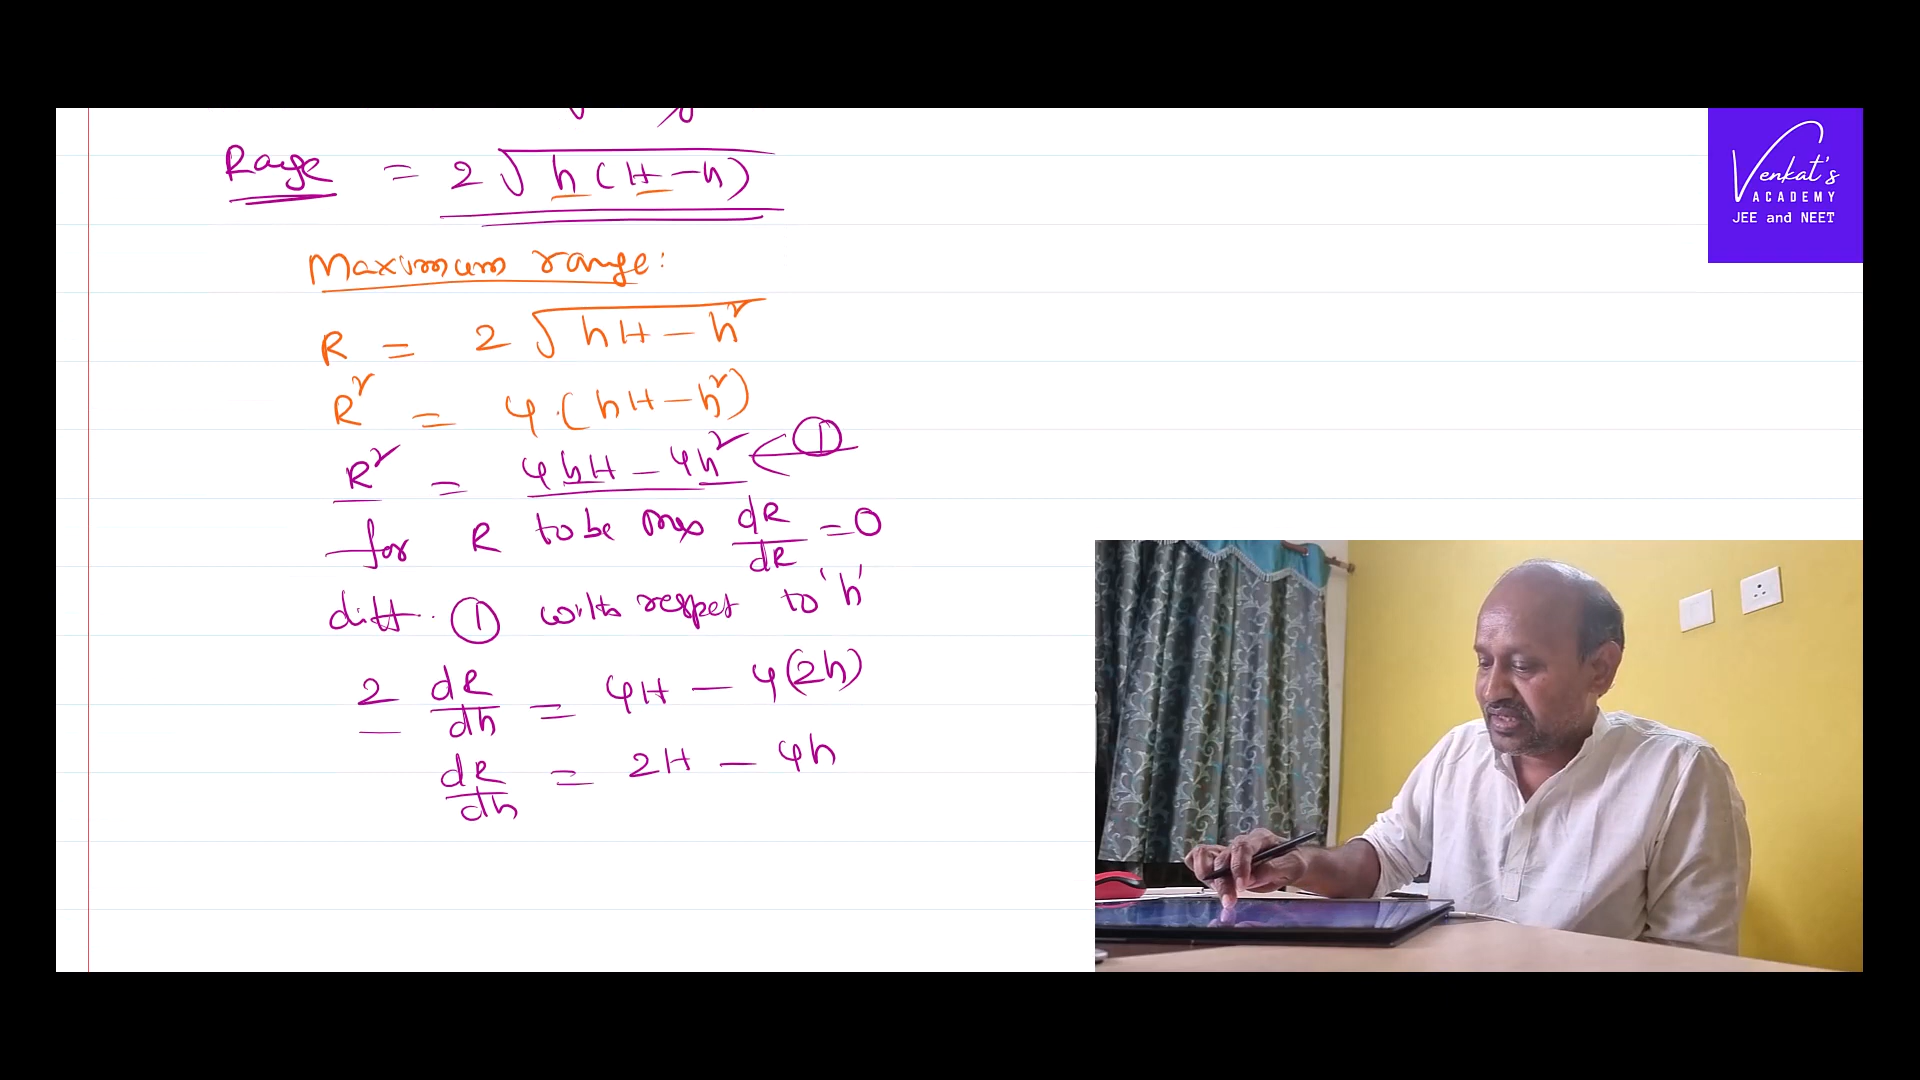 Range = 2√h(H-h)
Maximum range:
R = 2√hH-h²
R² = 4.(hH-h²)
R² = 4hH-4h² ①
for R to be max dR/dR = 0
diff. ① with respet to 'h'
2 dR/dh = 4H - 4(2h)
dR/dh = 2H - 4h
Venkat's
ACADEMY
JEE and NEET